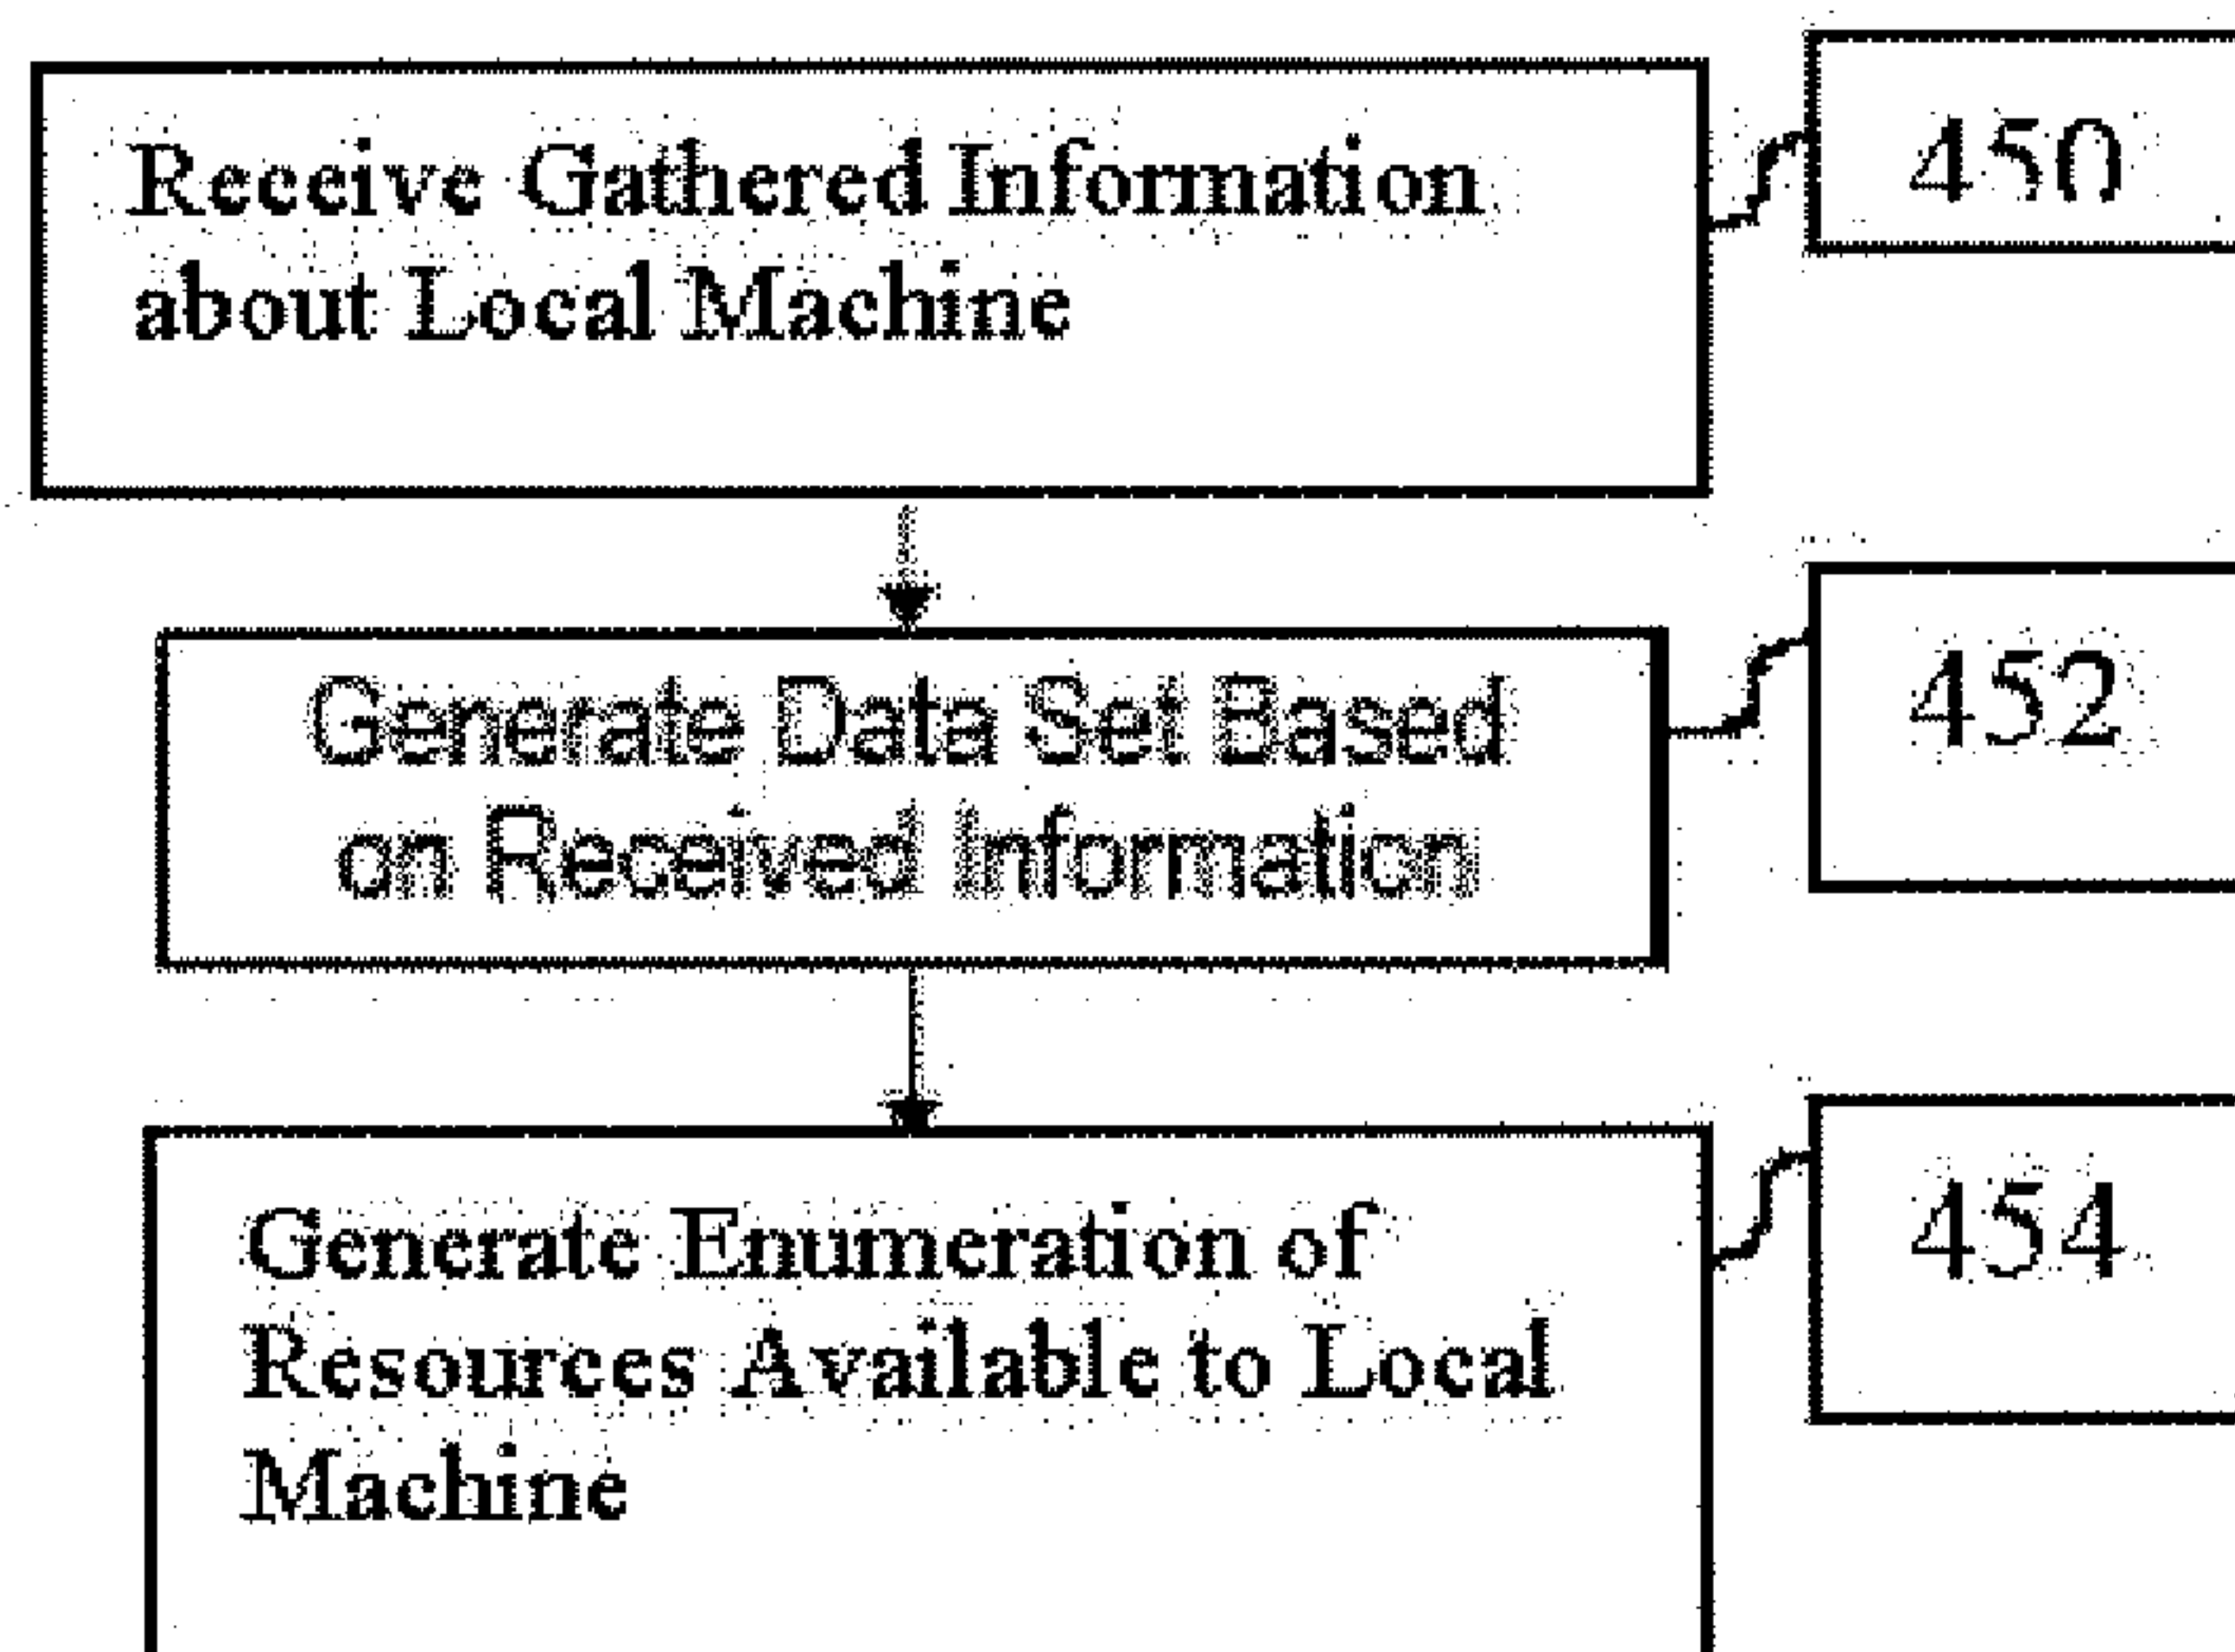 Receive Gathered Information
about Local Machine
450
Generate Data Set Based
on Received Information
452
Generate Enumeration of
Resources Available to Local
Machine
454